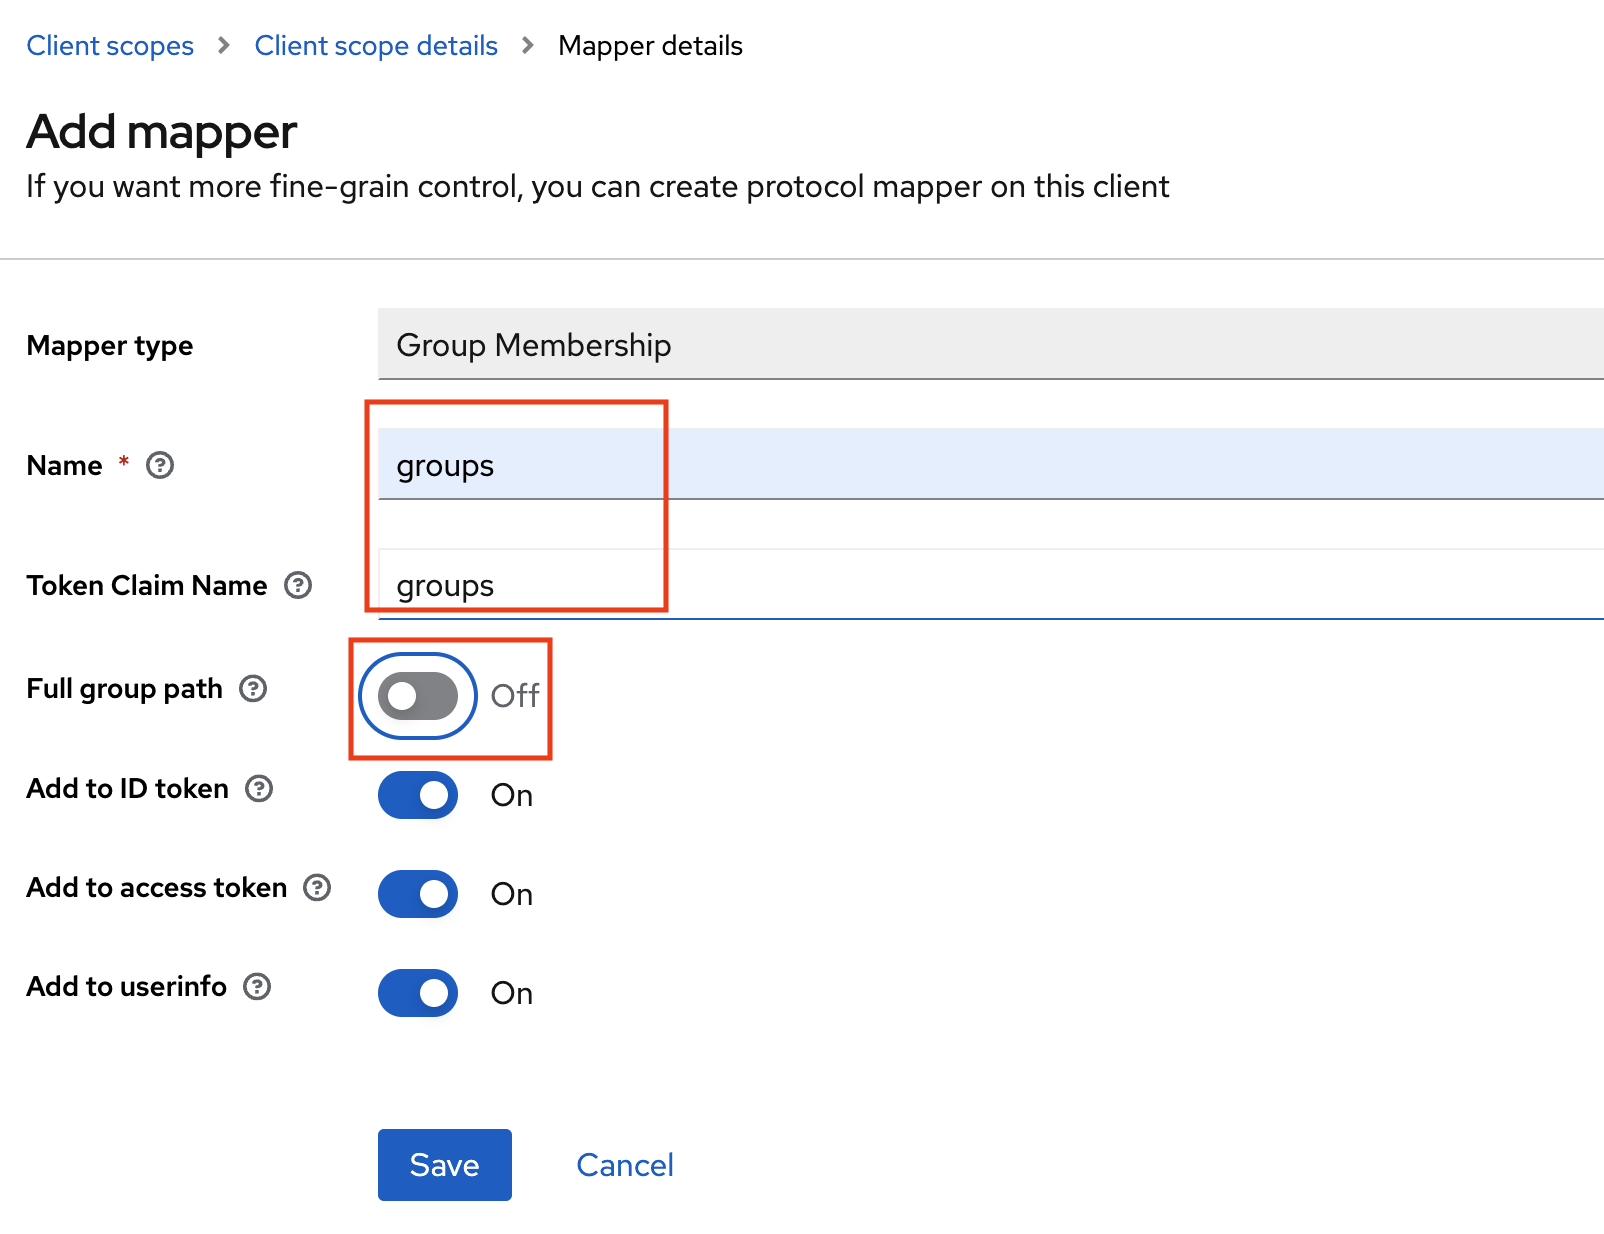 Client scopes > Client scope details > Mapper details
Add mapper
If you want more fine-grain control, you can create protocol mapper on this client
Mapper type Group Membership
Name * groups
Token Claim Name groups
Full group path Off
Add to ID token On
Add to access token On
Add to userinfo On
Save Cancel